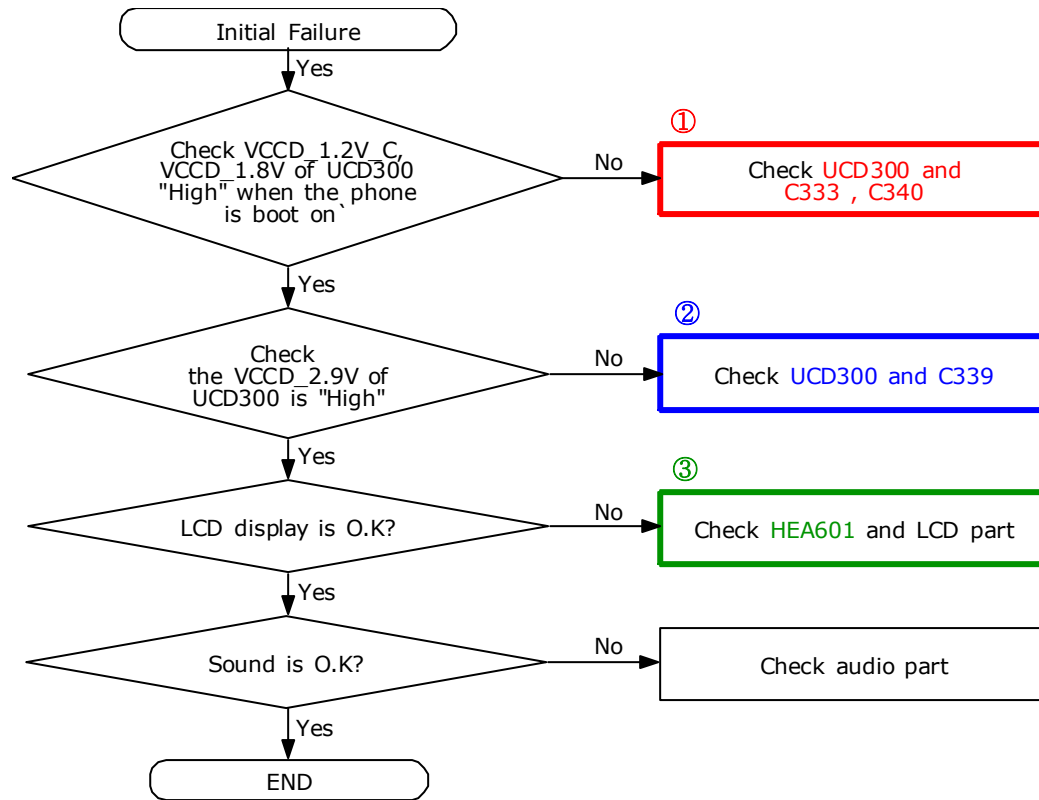 Initial Failure
Yes
Check VCCD_1.2V_C,
VCCD_1.8V of UCD300
"High" when the phone
is boot on`
No
①
Check UCD300 and
C333 , C340
Yes
Check
the VCCD_2.9V of
UCD300 is "High"
No
②
Check UCD300 and C339
Yes
LCD display is O.K?
No
③
Check HEA601 and LCD part
Yes
Sound is O.K?
No
Check audio part
Yes
END